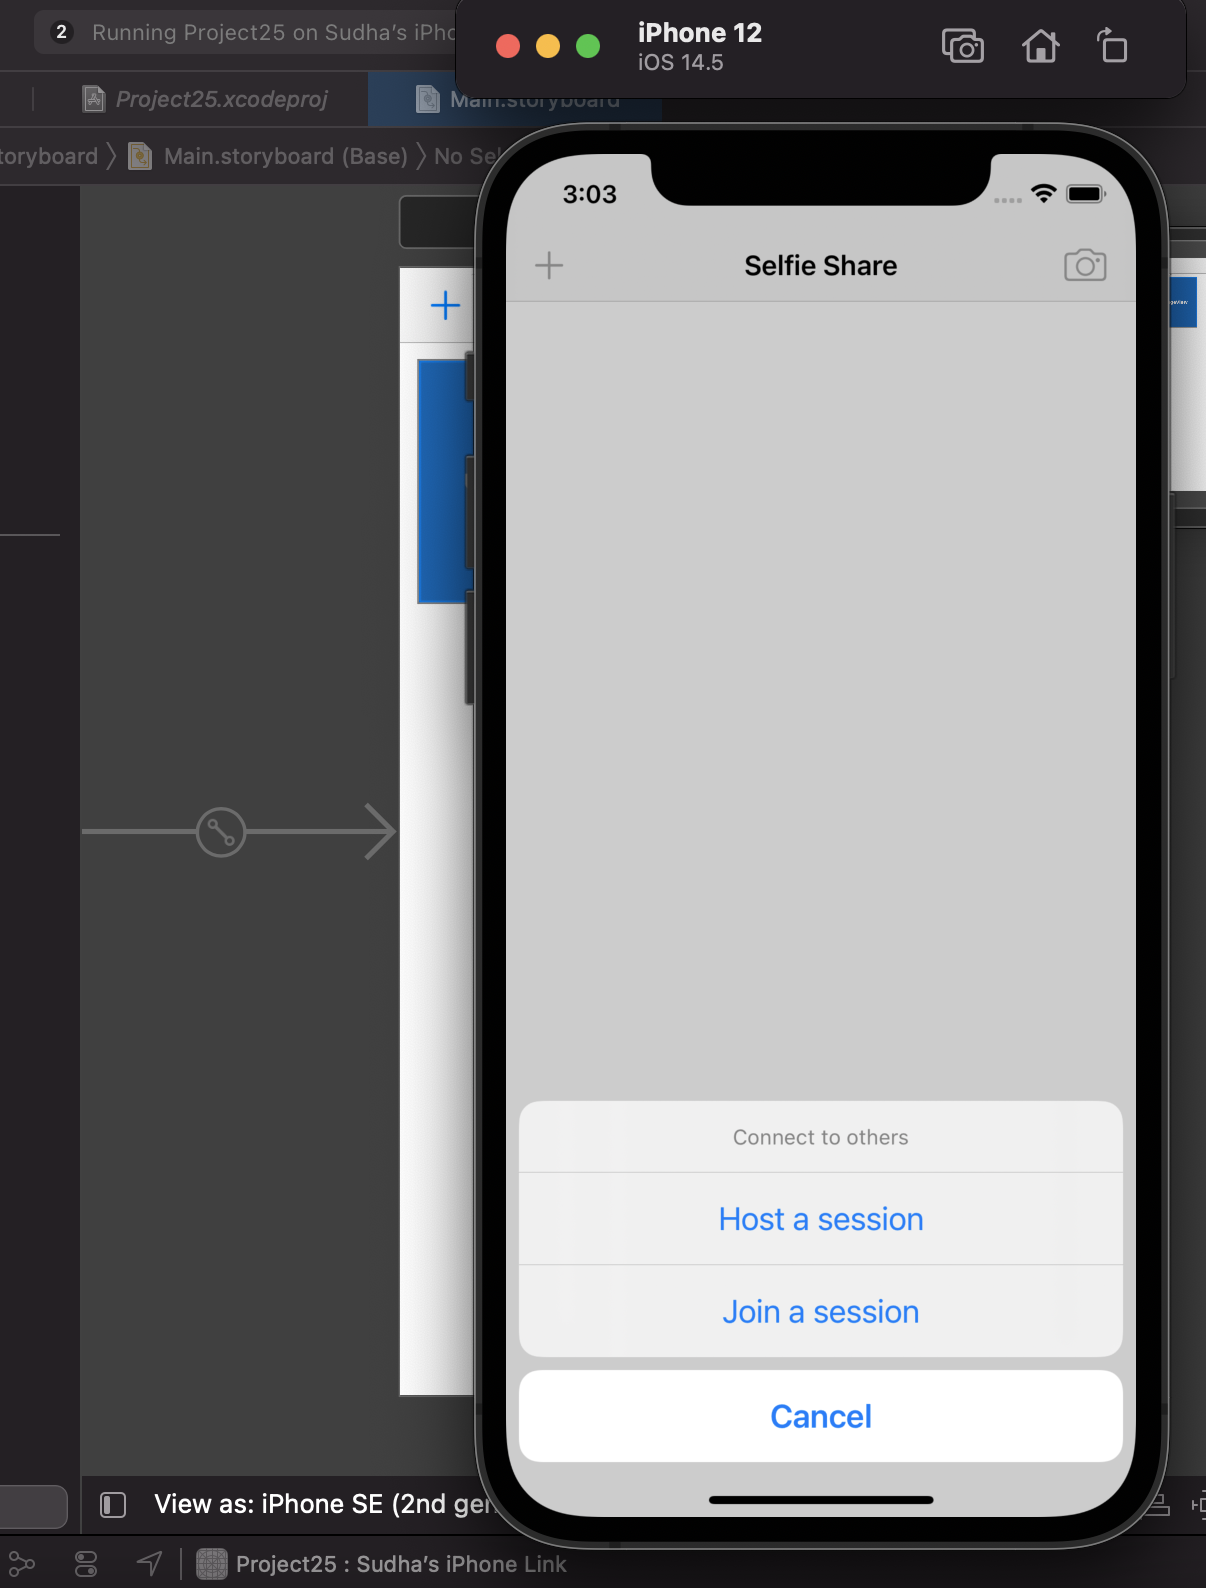 2 Running Project25 on Sudha’s iPho
iPhone 12
iOS 14.5
Project25.xcodeproj
Main.storyboard
toryboard 〉 Main.storyboard (Base) 〉 No Sel
3:03
Selfie Share
Connect to others
Host a session
Join a session
Cancel
View as: iPhone SE (2nd gen
Project25 : Sudha’s iPhone Link